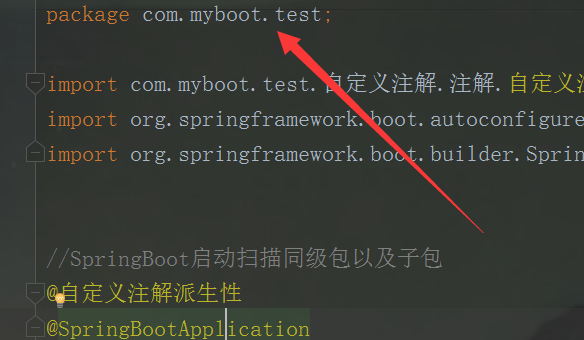 package com.myboot.test;
import com.myboot.test.自定义注解.注解.自定义
import org.springframework.boot.autoconfigure
import org.springframework.boot.builder.Spring
//SpringBoot启动扫描同级包以及子包
@自定义注解派生性
@SpringBootApplication